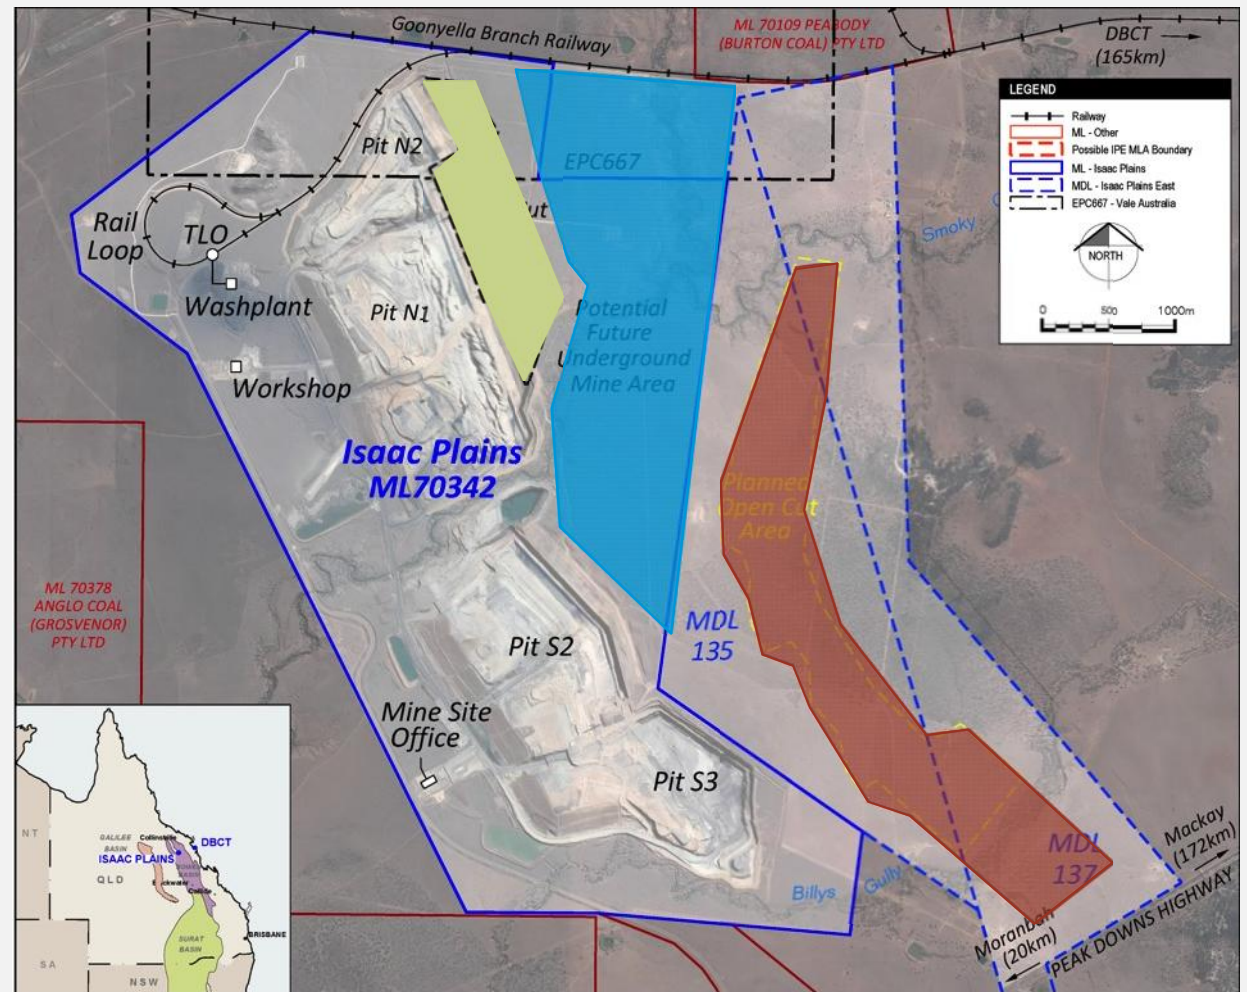 Goonyella Branch Railway
ML 70109 PEABODY
(BURTON COAL) PTY LTD
DBCT
(165km)
LEGEND
Railway
ML - Other
Possible IPE MLA Boundary
ML - Isaac Plains
MDL - Isaac Plains East
EPC667 - Vale Australia
NORTH
0 500 1000m
Pit N2
EPC667
Smoky
Rail
Loop
TLO
Washplant
Pit N1
Workshop
Potential
Future
Underground
Mine Area
Isaac Plains
ML70342
Planned
Open Cut
Area
ML 70378
ANGLO COAL
(GROSVENOR)
PTY LTD
MDL
135
Pit S2
Mine Site
Office
Pit S3
MDL
137
Mackay
(172km)
Billys Gully
Moranbah
(20km)
PEAK DOWNS HIGHWAY
NT
GALILEE
BASIN
Collinsville
DBCT
ISAAC PLAINS
QLD
BASIN
Blackwater
SURAT
BASIN
BRISBANE
SA
NSW